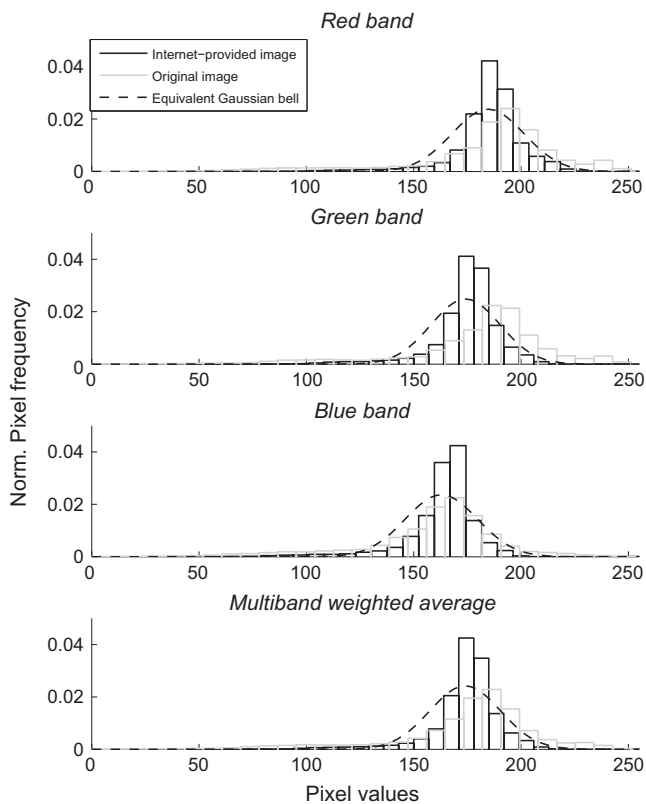 Red band
Internet−provided image
Original image
Equivalent Gaussian bell
0.04
0.02
0
0 50 100 150 200 250
Green band
0.04
0.02
0
0 50 100 150 200 250
Norm. Pixel frequency
Blue band
0.04
0.02
0
0 50 100 150 200 250
Multiband weighted average
0.04
0.02
0
0 50 100 150 200 250
Pixel values